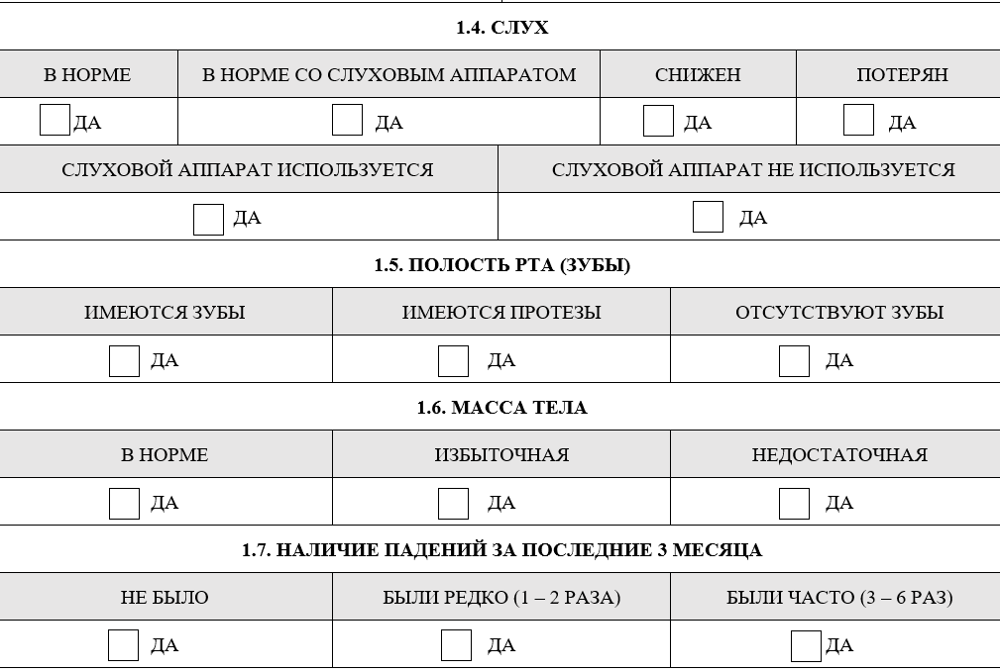 1.4. СЛУХ
В НОРМЕ В НОРМЕ СО СЛУХОВЫМ АППАРАТОМ СНИЖЕН ПОТЕРЯН
ДА ДА ДА ДА
СЛУХОВОЙ АППАРАТ ИСПОЛЬЗУЕТСЯ СЛУХОВОЙ АППАРАТ НЕ ИСПОЛЬЗУЕТСЯ
ДА ДА
1.5. ПОЛОСТЬ РТА (ЗУБЫ)
ИМЕЮТСЯ ЗУБЫ ИМЕЮТСЯ ПРОТЕЗЫ ОТСУТСТВУЮТ ЗУБЫ
ДА ДА ДА
1.6. МАССА ТЕЛА
В НОРМЕ ИЗБЫТОЧНАЯ НЕДОСТАТОЧНАЯ
ДА ДА ДА
1.7. НАЛИЧИЕ ПАДЕНИЙ ЗА ПОСЛЕДНИЕ 3 МЕСЯЦА
НЕ БЫЛО БЫЛИ РЕДКО (1 – 2 РАЗА) БЫЛИ ЧАСТО (3 – 6 РАЗ)
ДА ДА ДА